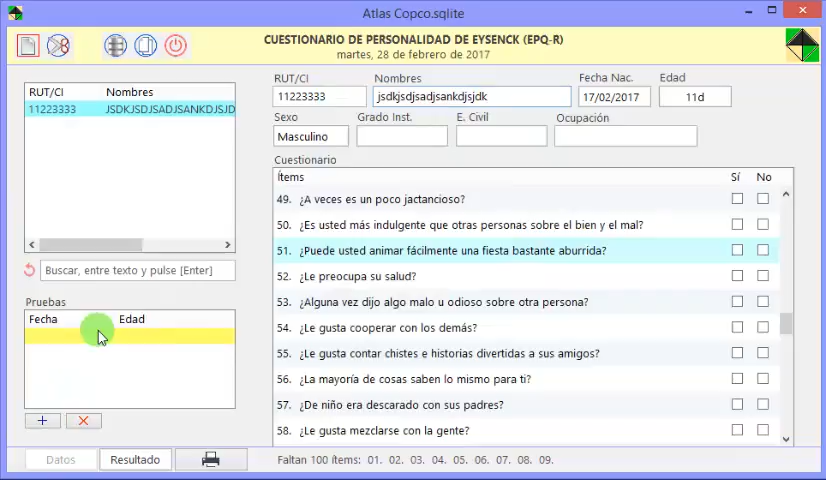 Atlas Copco.sqlite
CUESTIONARIO DE PERSONALIDAD DE EYSENCK (EPQ-R)
martes, 28 de febrero de 2017
RUT/CI Nombres
11223333 JSDKJSDJSADJSANKDJSJD
Buscar, entre texto y pulse [Enter]
Pruebas
Fecha Edad
RUT/CI Nombres Fecha Nac. Edad
11223333 jsdkjsdjsadjsankdjsjdk 17/02/2017 11d
Sexo Grado Inst. E. Civil Ocupación
Masculino
Cuestionario
Ítems Sí No
49. ¿A veces es un poco jactancioso?
50. ¿Es usted más indulgente que otras personas sobre el bien y el mal?
51. ¿Puede usted animar fácilmente una fiesta bastante aburrida?
52. ¿Le preocupa su salud?
53. ¿Alguna vez dijo algo malo u odioso sobre otra persona?
54. ¿Le gusta cooperar con los demás?
55. ¿Le gusta contar chistes e historias divertidas a sus amigos?
56. ¿La mayoría de cosas saben lo mismo para ti?
57. ¿De niño era descarado con sus padres?
58. ¿Le gusta mezclarse con la gente?
Datos Resultado Faltan 100 ítems: 01. 02. 03. 04. 05. 06. 07. 08. 09.